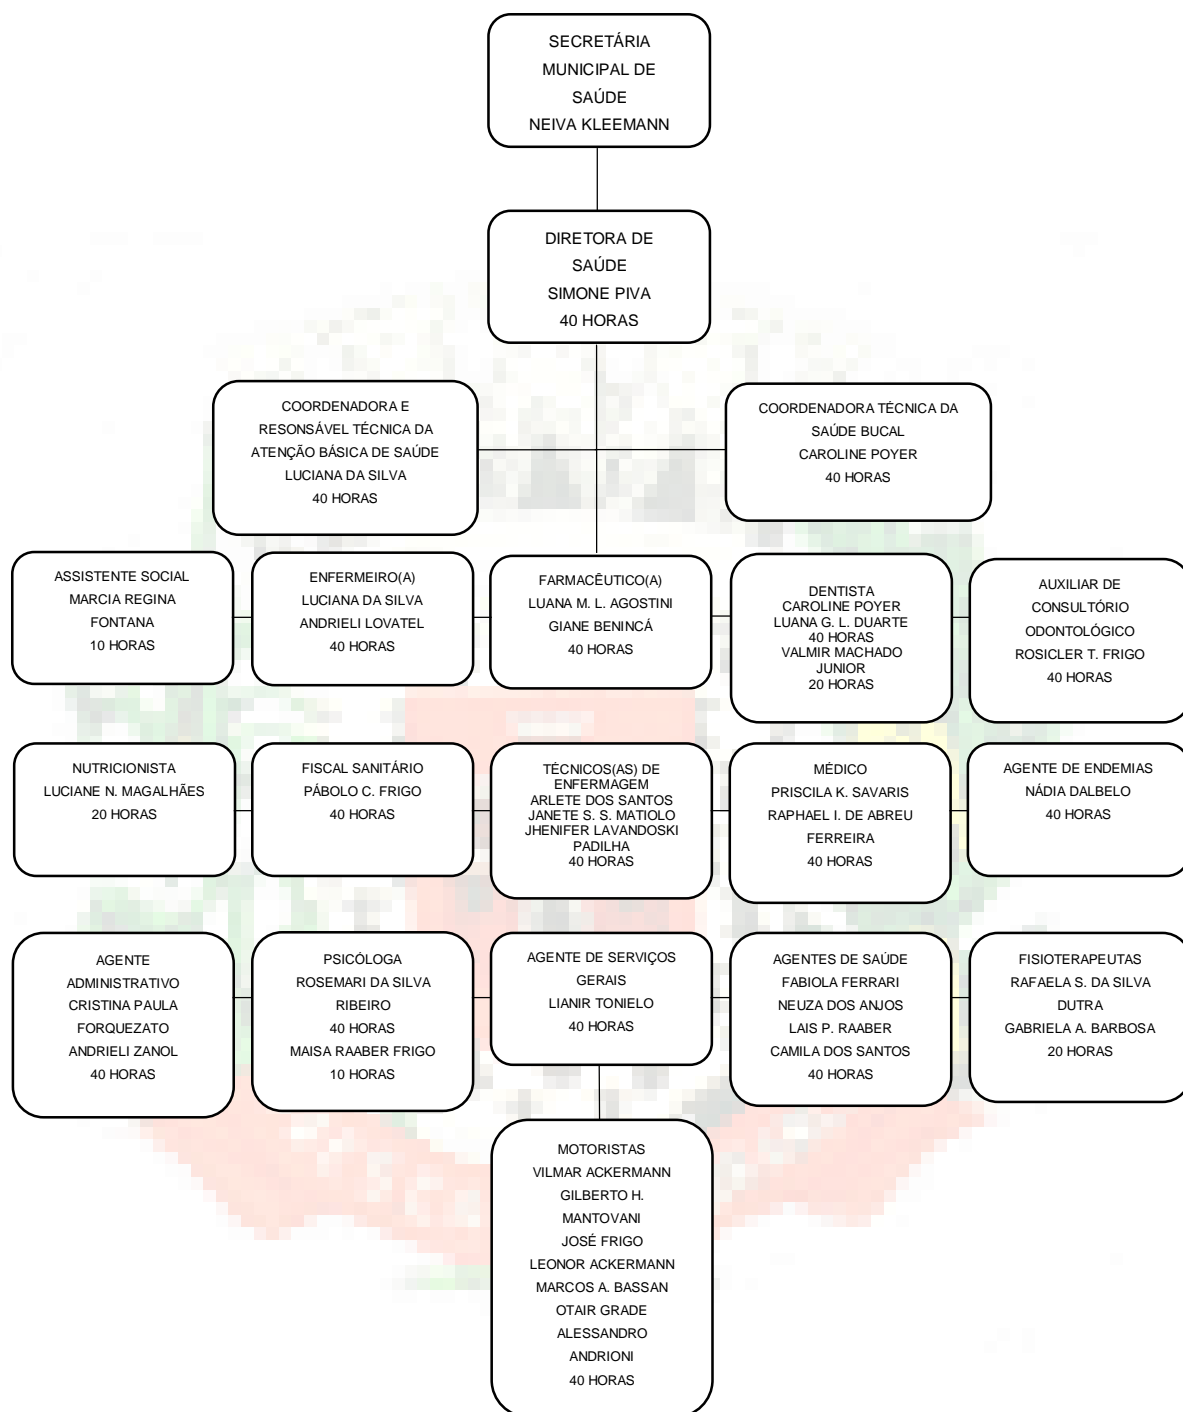 SECRETÁRIA
MUNICIPAL DE
SAÚDE
NEIVA KLEEMANN
DIRETORA DE
SAÚDE
SIMONE PIVA
40 HORAS
COORDENADORA E
RESONSÁVEL TÉCNICA DA
ATENÇÃO BÁSICA DE SAÚDE
LUCIANA DA SILVA
40 HORAS
COORDENADORA TÉCNICA DA
SAÚDE BUCAL
CAROLINE POYER
40 HORAS
ASSISTENTE SOCIAL
MARCIA REGINA
FONTANA
10 HORAS
ENFERMEIRO(A)
LUCIANA DA SILVA
ANDRIELI LOVATEL
40 HORAS
FARMACÊUTICO(A)
LUANA M. L. AGOSTINI
GIANE BENINCÁ
40 HORAS
DENTISTA
CAROLINE POYER
LUANA G. L. DUARTE
40 HORAS
VALMIR MACHADO
JUNIOR
20 HORAS
AUXILIAR DE
CONSULTÓRIO
ODONTOLÓGICO
ROSICLER T. FRIGO
40 HORAS
NUTRICIONISTA
LUCIANE N. MAGALHÃES
20 HORAS
FISCAL SANITÁRIO
PÁBOLO C. FRIGO
40 HORAS
TÉCNICOS(AS) DE
ENFERMAGEM
ARLETE DOS SANTOS
JANETE S. S. MATIOLO
JHENIFER LAVANDOSKI
PADILHA
40 HORAS
MÉDICO
PRISCILA K. SAVARIS
RAPHAEL I. DE ABREU
FERREIRA
40 HORAS
AGENTE DE ENDEMIAS
NÁDIA DALBELO
40 HORAS
AGENTE
ADMINISTRATIVO
CRISTINA PAULA
FORQUEZATO
ANDRIELI ZANOL
40 HORAS
PSICÓLOGA
ROSEMARI DA SILVA
RIBEIRO
40 HORAS
MAISA RAABER FRIGO
10 HORAS
AGENTE DE SERVIÇOS
GERAIS
LIANIR TONIELO
40 HORAS
AGENTES DE SAÚDE
FABIOLA FERRARI
NEUZA DOS ANJOS
LAIS P. RAABER
CAMILA DOS SANTOS
40 HORAS
FISIOTERAPEUTAS
RAFAELA S. DA SILVA
DUTRA
GABRIELA A. BARBOSA
20 HORAS
MOTORISTAS
VILMAR ACKERMANN
GILBERTO H.
MANTOVANI
JOSÉ FRIGO
LEONOR ACKERMANN
MARCOS A. BASSAN
OTAIR GRADE
ALESSANDRO
ANDRIONI
40 HORAS